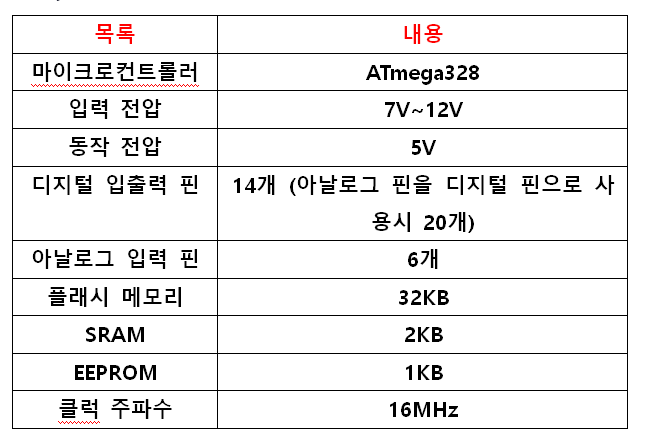 목록 내용
마이크로컨트롤러 ATmega328
입력 전압 7V~12V
동작 전압 5V
디지털 입출력 핀 14개 (아날로그 핀을 디지털 핀으로 사
용시 20개)
아날로그 입력 핀 6개
플래시 메모리 32KB
SRAM 2KB
EEPROM 1KB
클럭 주파수 16MHz